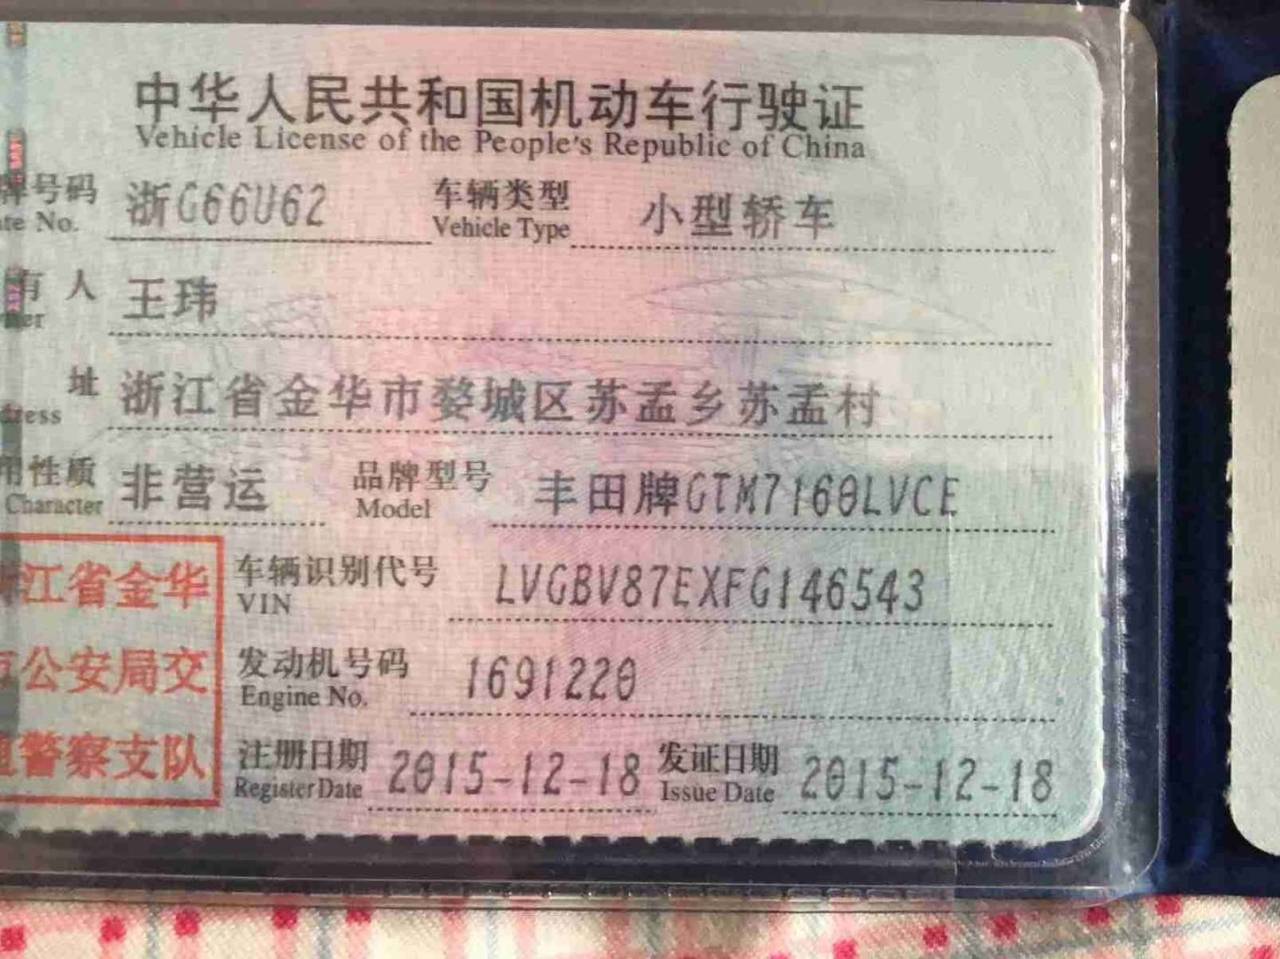 中华人民共和国机动车行驶证
Vehicle License of the People's Republic of China
牌号码 浙G66U62 车辆类型 小型轿车
te No. Vehicle Type
有人 王玮
ner
址 浙江省金华市婺城区苏孟乡苏孟村
dress
用性质 非营运 品牌型号 丰田牌GTM7160LVCE
Character Model
江省金华 车辆识别代号 LVGBV87EXFG146543
VIN
公安局交 发动机号码 1691220
Engine No.
警察支队 注册日期 2015-12-18 发证日期 2015-12-18
Register Date Issue Date